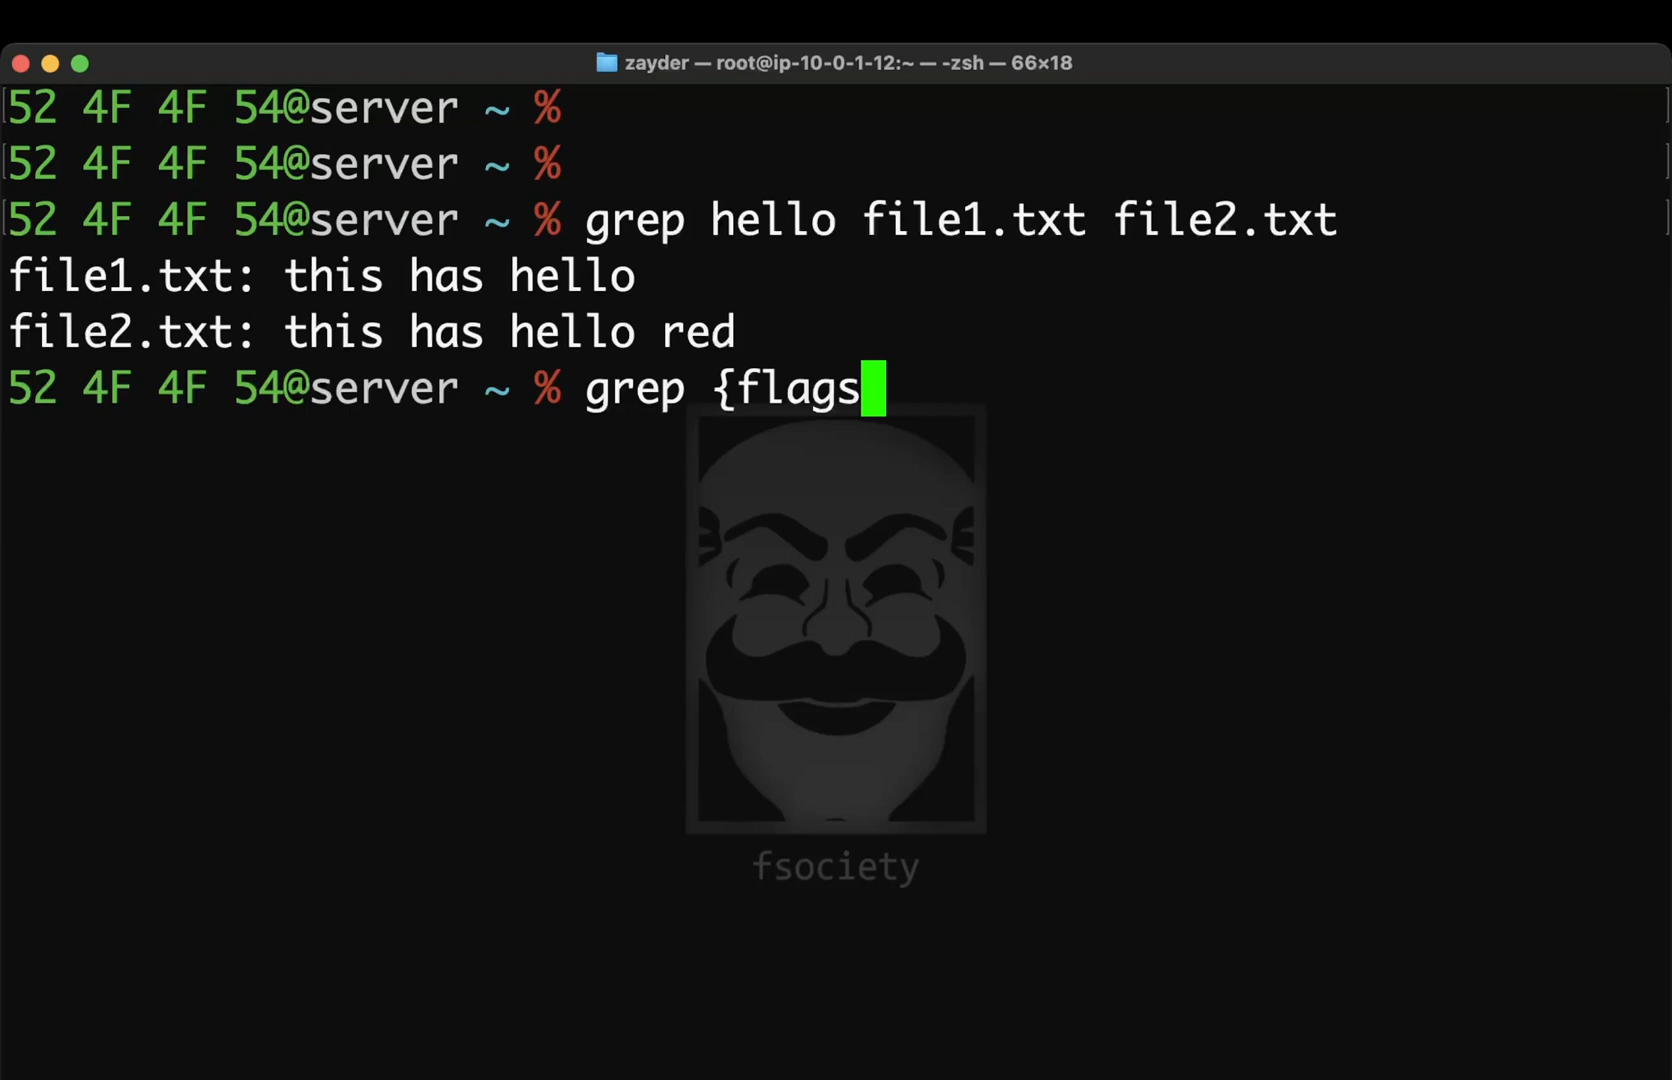 zayder — root@ip-10-0-1-12:~ — -zsh — 66×18
52 4F 4F 54@server ~ %
52 4F 4F 54@server ~ %
52 4F 4F 54@server ~ % grep hello file1.txt file2.txt
file1.txt: this has hello
file2.txt: this has hello red
52 4F 4F 54@server ~ % grep {flags
fsociety